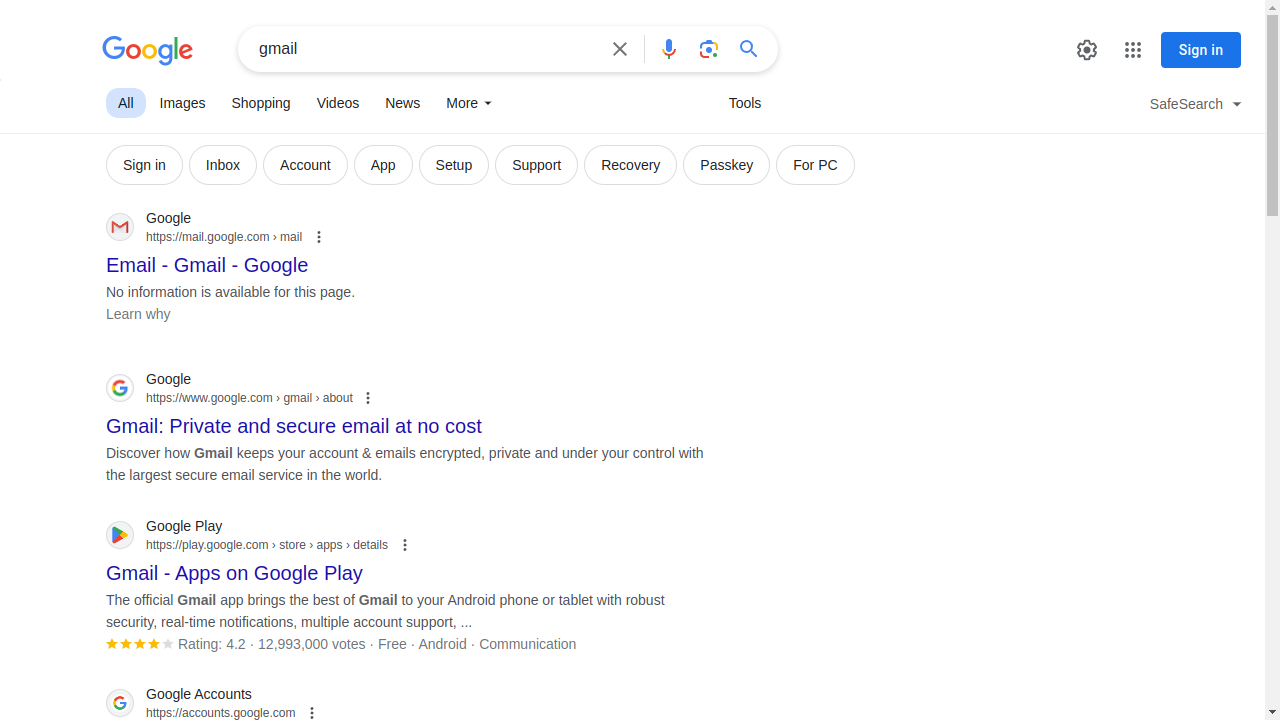 Google
gmail
Sign in
All
Images
Shopping
Videos
News
More
Tools
SafeSearch
Sign in
Inbox
Account
App
Setup
Support
Recovery
Passkey
For PC
Google
https://mail.google.com › mail
Email - Gmail - Google
No information is available for this page.
Learn why
Google
https://www.google.com › gmail › about
Gmail: Private and secure email at no cost
Discover how Gmail keeps your account & emails encrypted, private and under your control with
the largest secure email service in the world.
Google Play
https://play.google.com › store › apps › details
Gmail - Apps on Google Play
The official Gmail app brings the best of Gmail to your Android phone or tablet with robust
security, real-time notifications, multiple account support, ...
Rating: 4.2 · 12,993,000 votes · Free · Android · Communication
Google Accounts
https://accounts.google.com